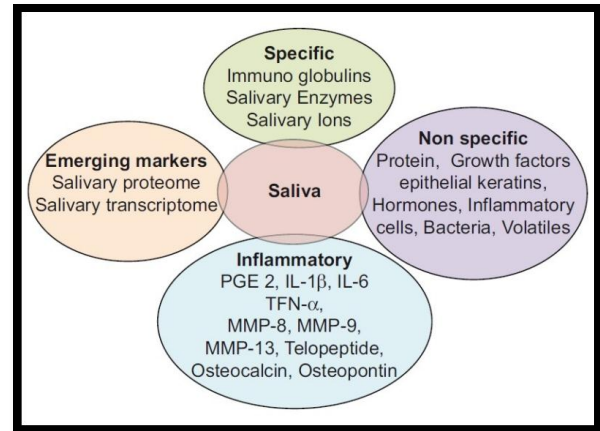 Specific
Immuno globulins
Salivary Enzymes
Salivary Ions
Emerging markers
Salivary proteome
Salivary transcriptome
Saliva
Non specific
Protein, Growth factors
epithelial keratins,
Hormones, Inflammatory
cells, Bacteria, Volatiles
Inflammatory
PGE 2, IL-1β, IL-6
TFN-α,
MMP-8, MMP-9,
MMP-13, Telopeptide,
Osteocalcin, Osteopontin